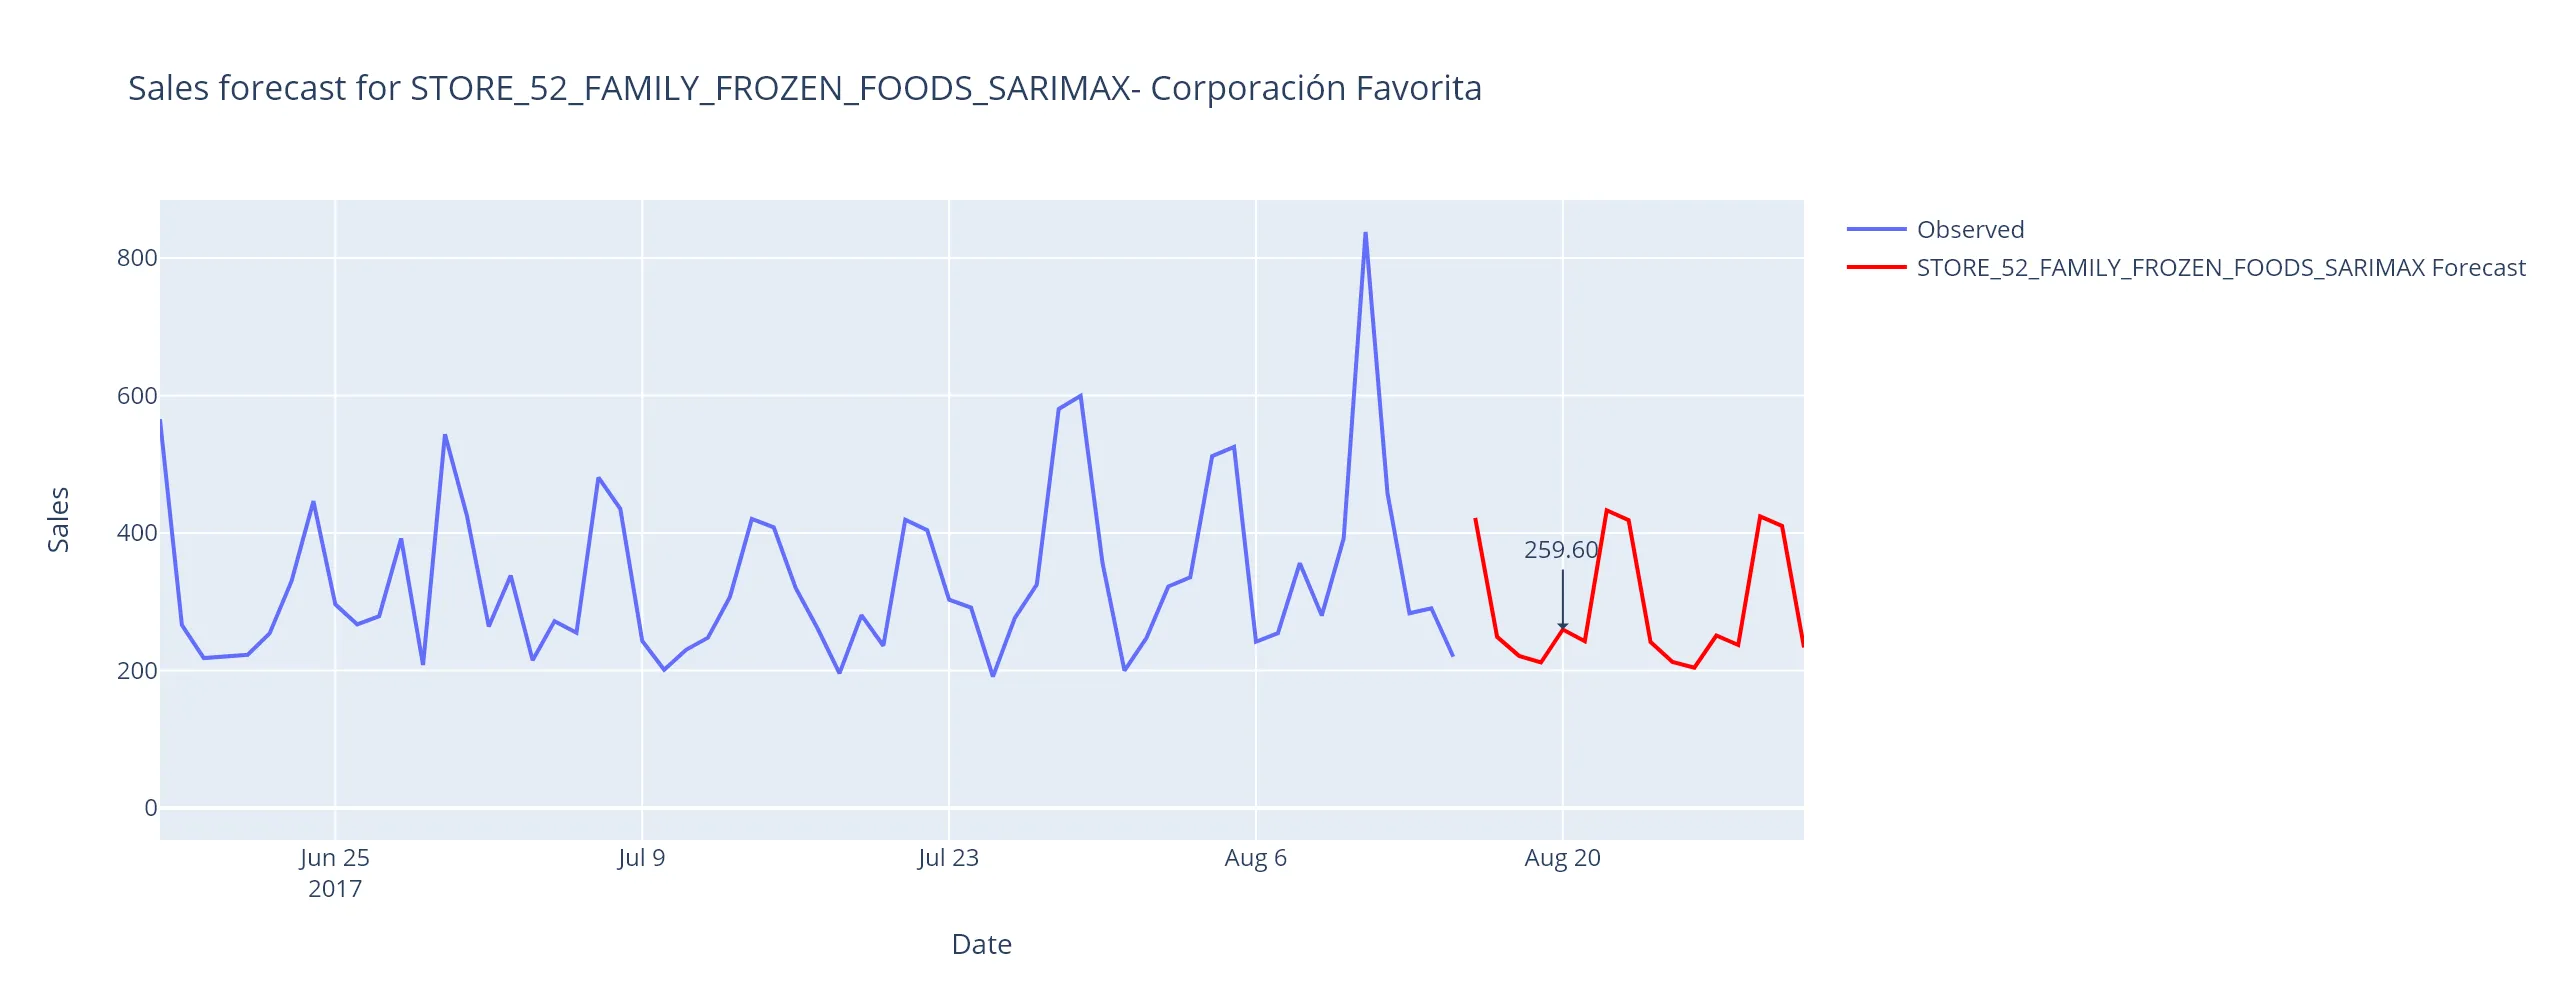 Sales forecast for STORE_52_FAMILY_FROZEN_FOODS_SARIMAX- Corporación Favorita
Observed
STORE_52_FAMILY_FROZEN_FOODS_SARIMAX Forecast
800
600
400
200
0
Sales
259.60
Jun 25
2017
Jul 9
Jul 23
Aug 6
Aug 20
Date